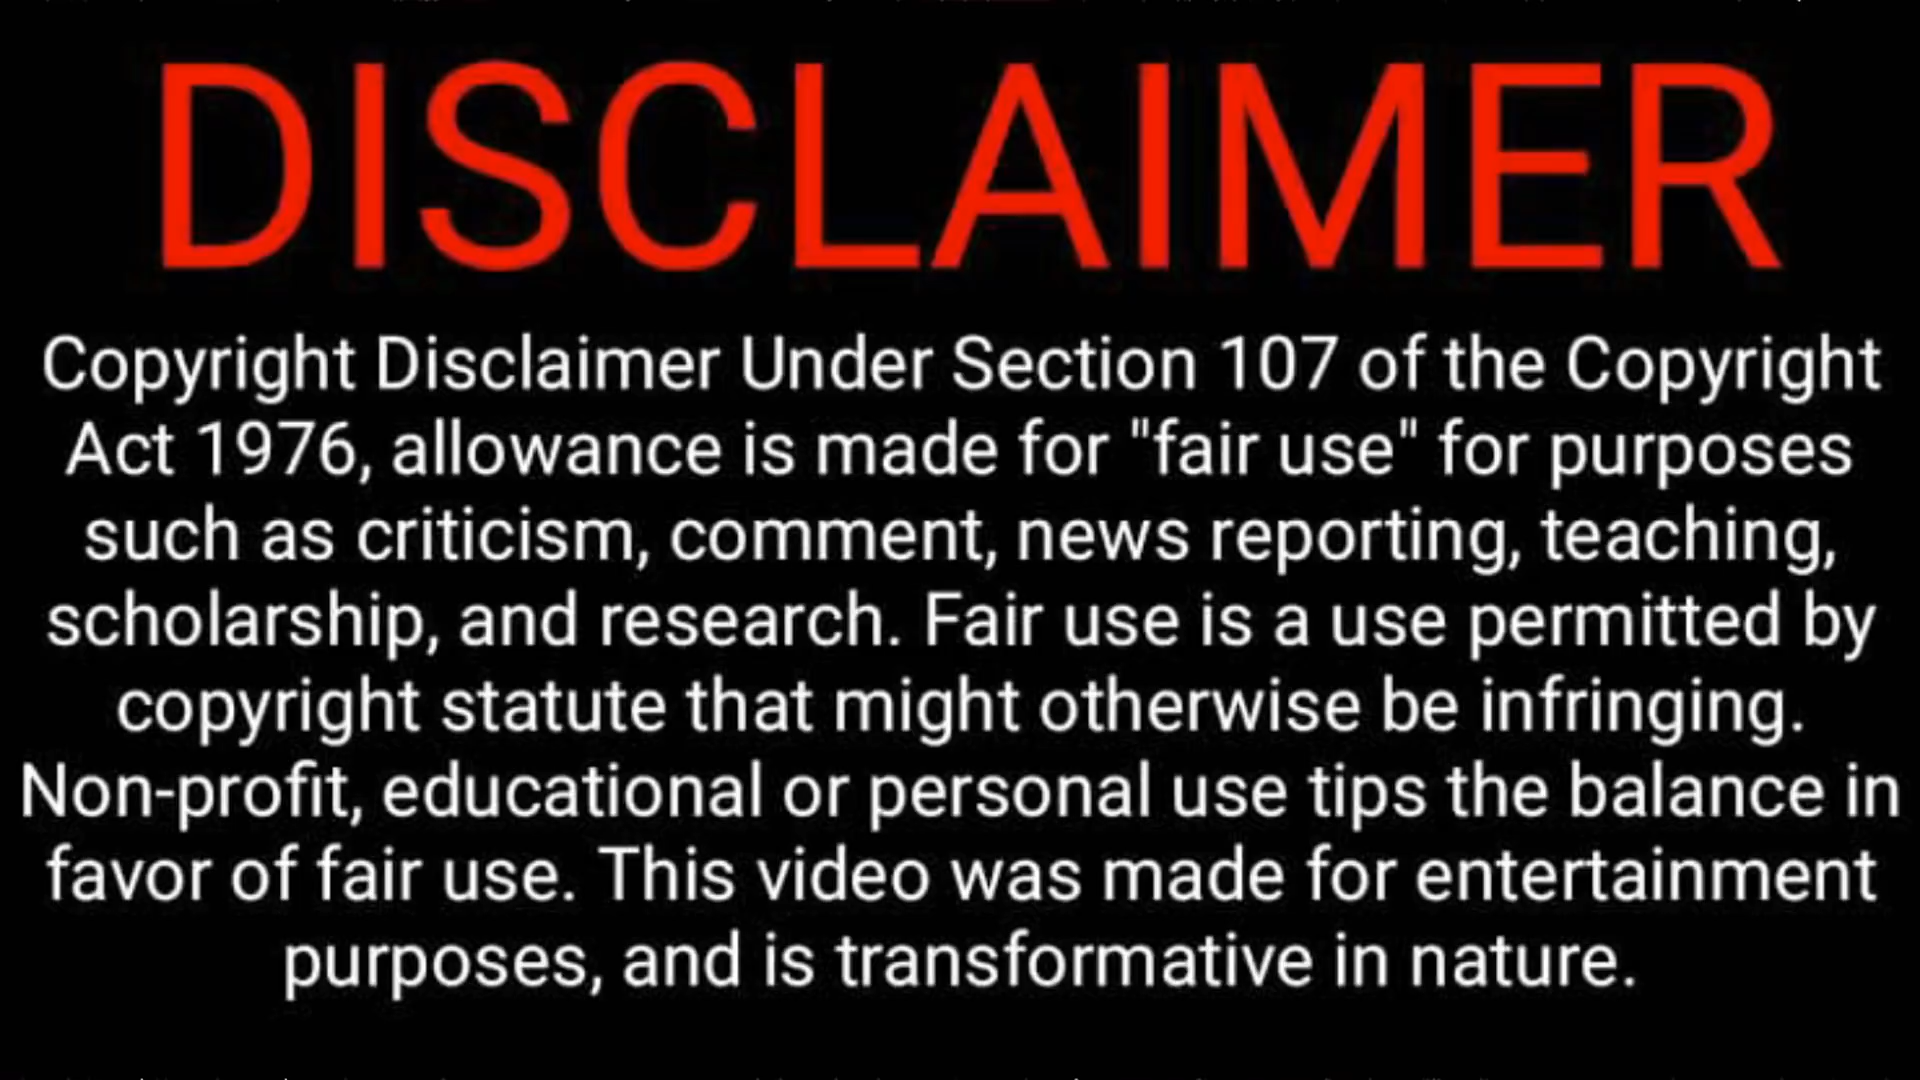 DISCLAIMER
Copyright Disclaimer Under Section 107 of the Copyright
Act 1976, allowance is made for "fair use" for purposes
such as criticism, comment, news reporting, teaching,
scholarship, and research. Fair use is a use permitted by
copyright statute that might otherwise be infringing.
Non-profit, educational or personal use tips the balance in
favor of fair use. This video was made for entertainment
purposes, and is transformative in nature.